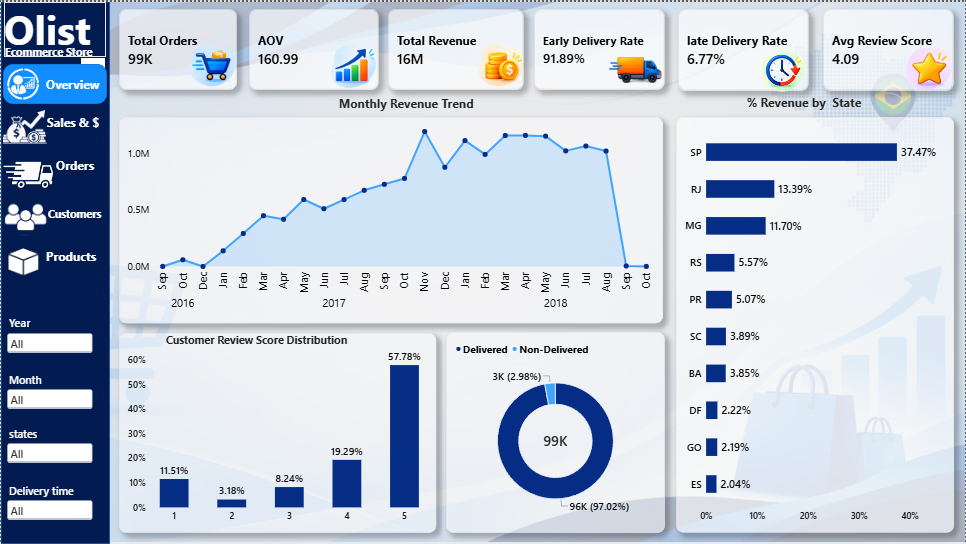 Olist
Ecommerce Store
Overview
Sales & $
Orders
Customers
Products
Year
All
Month
All
states
All
Delivery time
All
Total Orders
99K
AOV
160.99
Total Revenue
16M
Early Delivery Rate
91.89%
late Delivery Rate
6.77%
Avg Review Score
4.09
Monthly Revenue Trend
1.0M
0.5M
0.0M
Sep Oct Dec Jan Feb Mar Apr May Jun Jul Aug Sep Oct Nov Dec Jan Feb Mar Apr May Jun Jul Aug Sep Oct
2016 2017 2018
% Revenue by State
SP 37.47%
RJ 13.39%
MG 11.70%
RS 5.57%
PR 5.07%
SC 3.89%
BA 3.85%
DF 2.22%
GO 2.19%
ES 2.04%
0% 10% 20% 30% 40%
Customer Review Score Distribution
60%
50%
40%
30%
20%
10%
0%
11.51% 3.18% 8.24% 19.29% 57.78%
1 2 3 4 5
Delivered Non-Delivered
3K (2.98%)
99K
96K (97.02%)